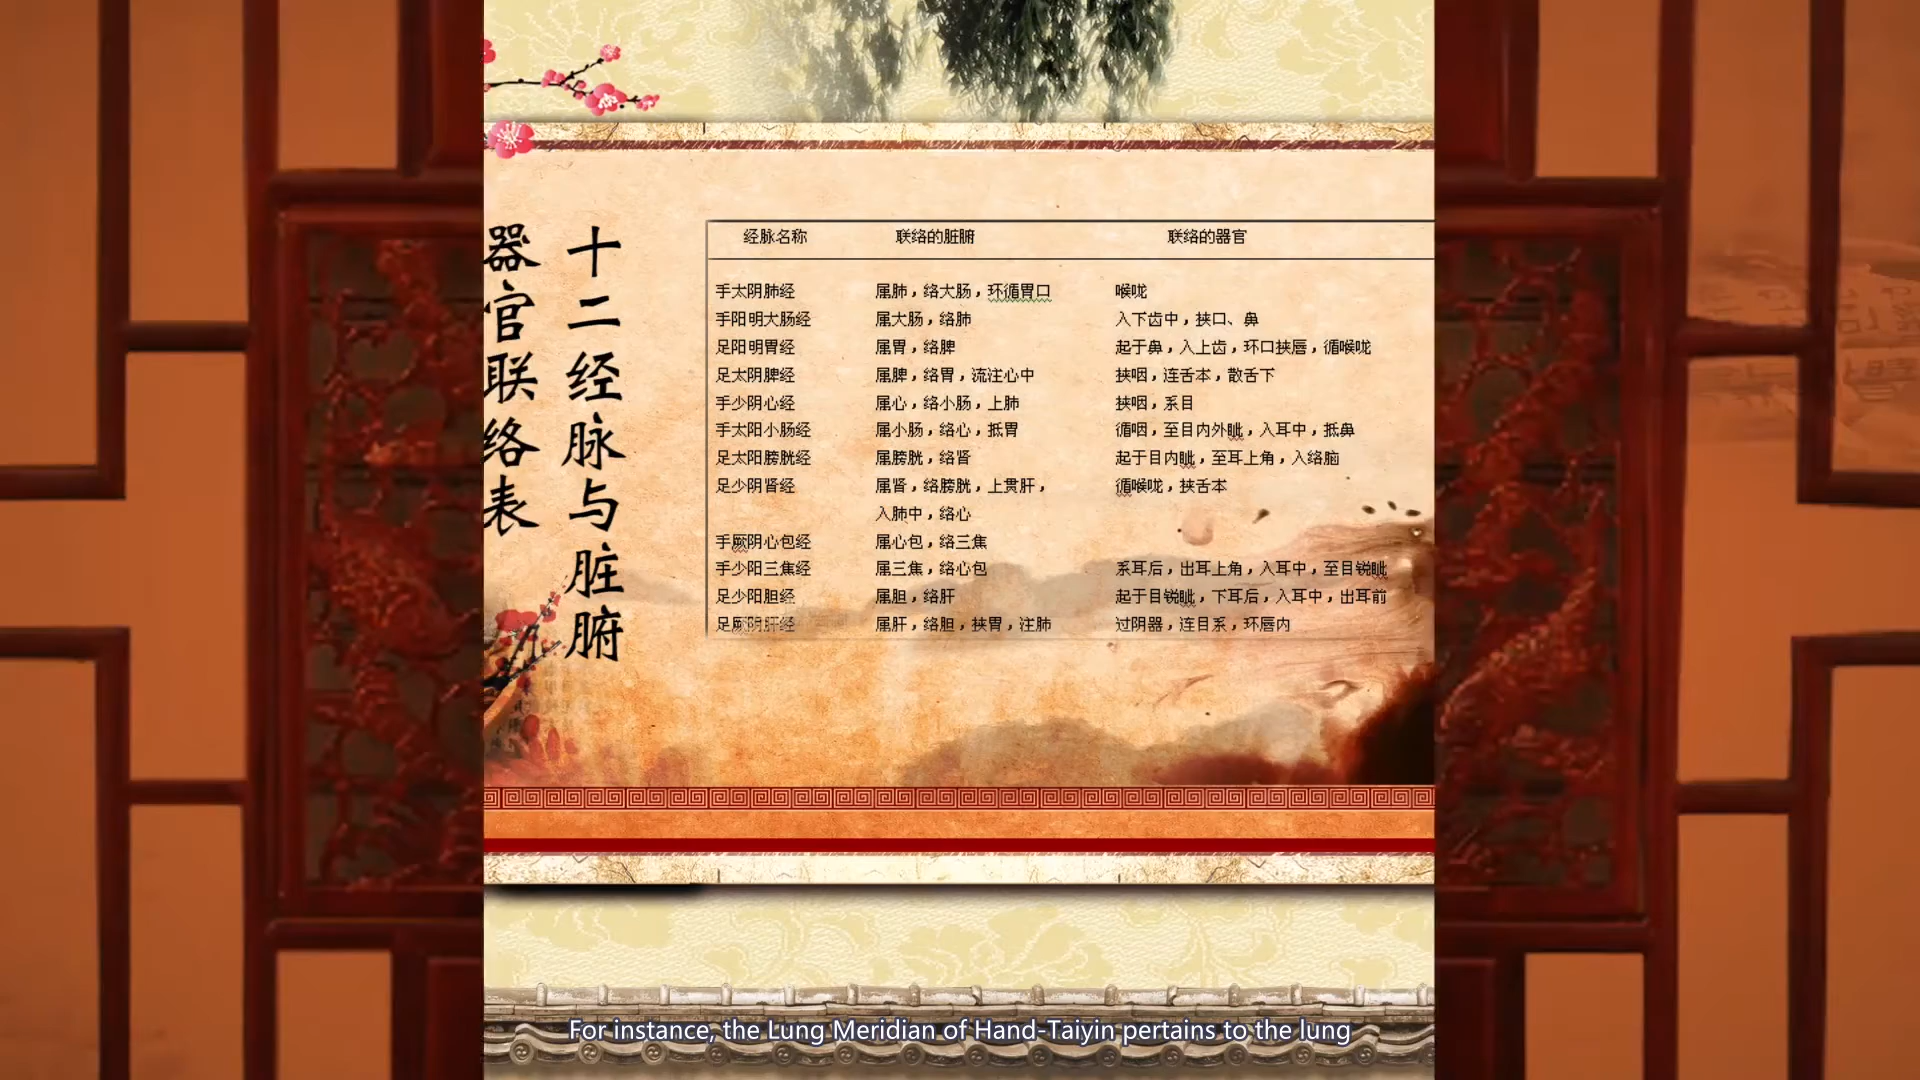 十二经脉与脏腑
器官联络表
经脉名称 联络的脏腑 联络的器官
手太阴肺经 属肺，络大肠，环循胃口 喉咙
手阳明大肠经 属大肠，络肺 入下齿中，挟口、鼻
足阳明胃经 属胃，络脾 起于鼻，入上齿，环口挟唇，循喉咙
足太阴脾经 属脾，络胃，流注心中 挟咽，连舌本，散舌下
手少阴心经 属心，络小肠，上肺 挟咽，系目
手太阳小肠经 属小肠，络心，抵胃 循咽，至目内外眦，入耳中，抵鼻
足太阳膀胱经 属膀胱，络肾 起于目内眦，至耳上角，入络脑
足少阴肾经 属肾，络膀胱，上贯肝， 循喉咙，挟舌本
入肺中，络心
手厥阴心包经 属心包，络三焦
手少阳三焦经 属三焦，络心包 系耳后，出耳上角，入耳中，至目锐眦
足少阳胆经 属胆，络肝 起于目锐眦，下耳后，入耳中，出耳前
足厥阴肝经 属肝，络胆，挟胃，注肺 过阴器，连目系，环唇内
For instance, the Lung Meridian of Hand-Taiyin pertains to the lung